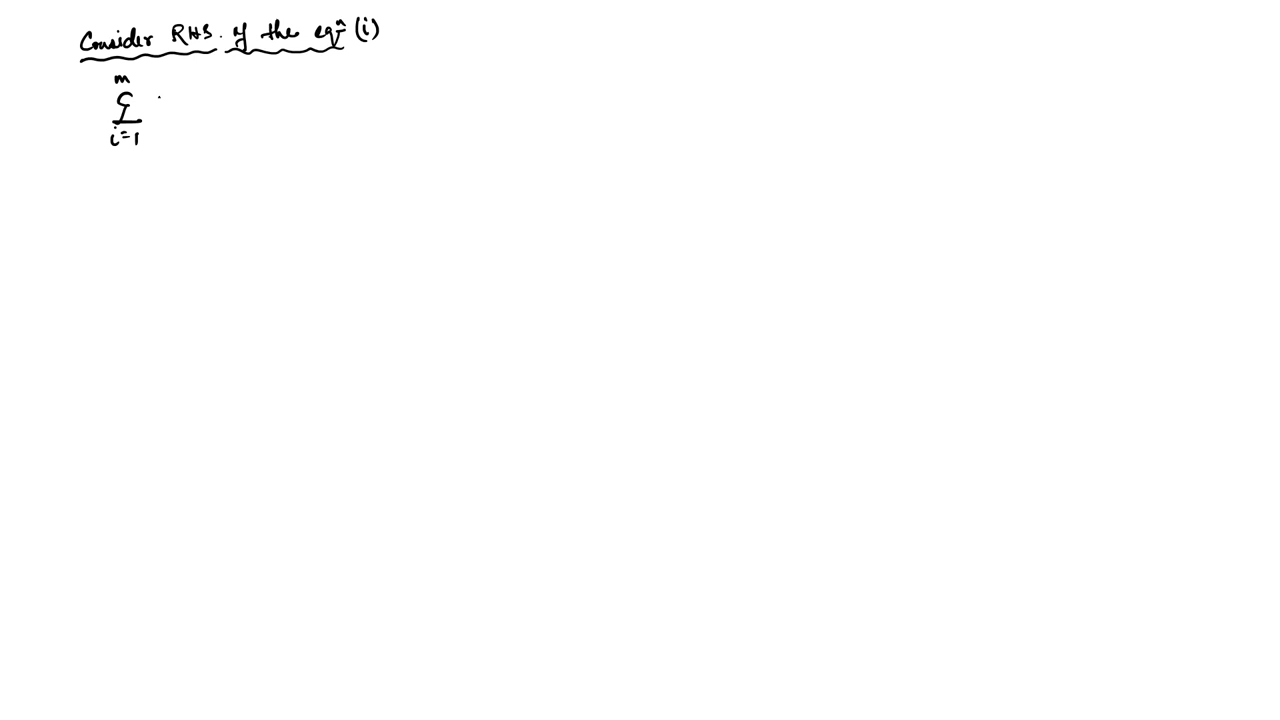 Consider RHS. of the eqⁿ (i)
m
Σ
i=1